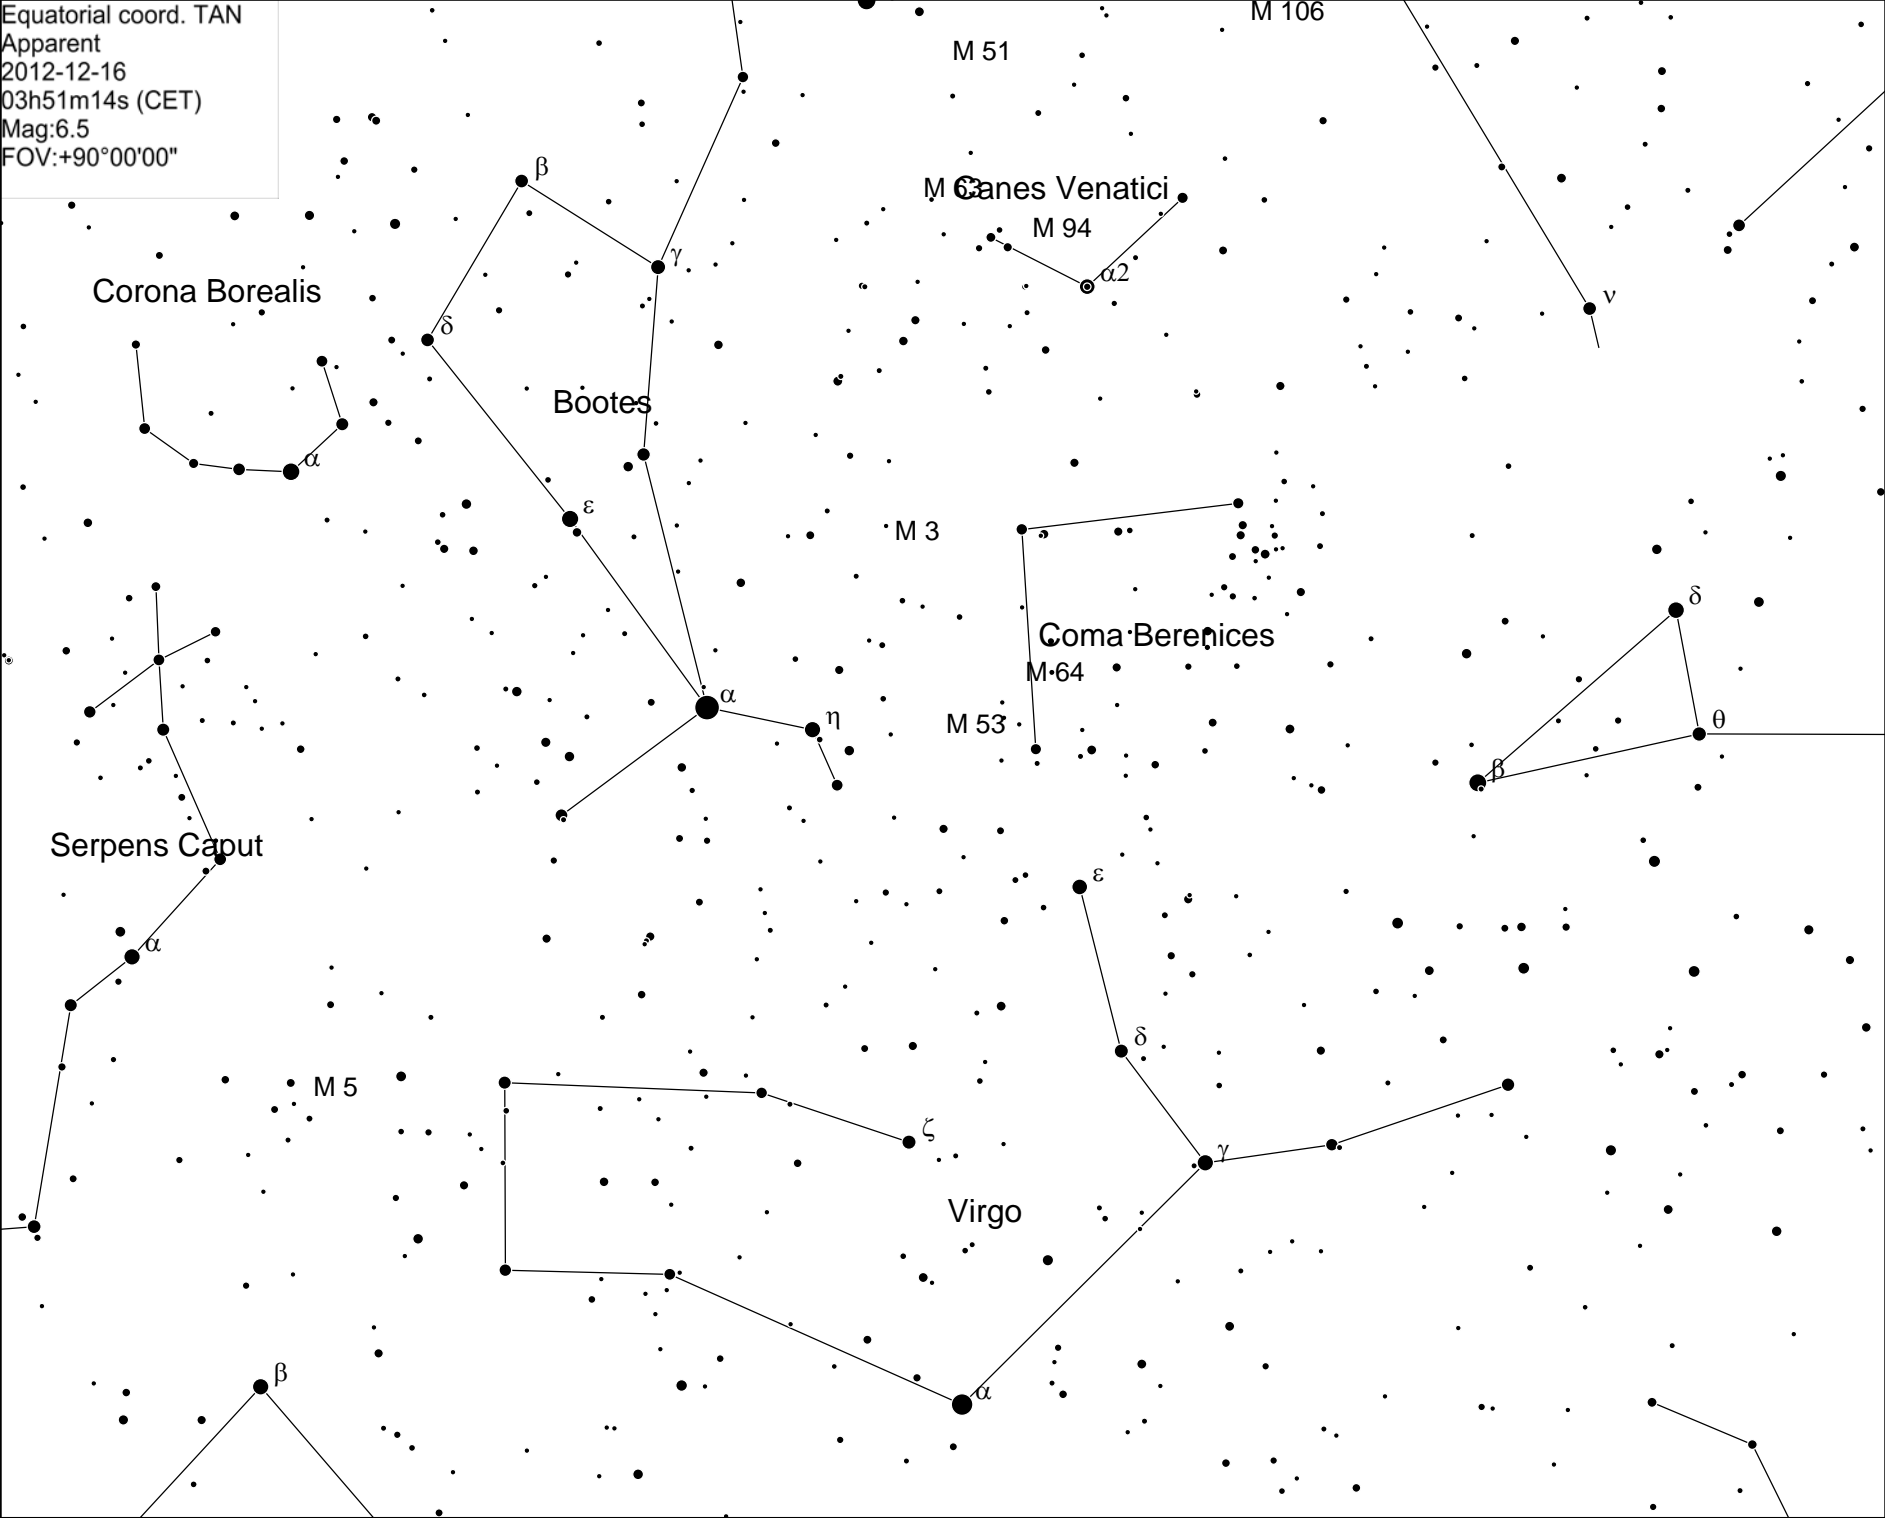 Equatorial coord. TAN
Apparent
2012-12-16
03h51m14s (CET)
Mag:6.5
FOV:+90°00'00"
M 106
M 51
β
M 63
Canes Venatici
M 94
γ
α2
Corona Borealis
ν
δ
Bootes
α
ε
M 3
δ
Coma Berenices
M 64
α
η
M 53
θ
β
Serpens Caput
ε
α
δ
M 5
ζ
γ
Virgo
β
α